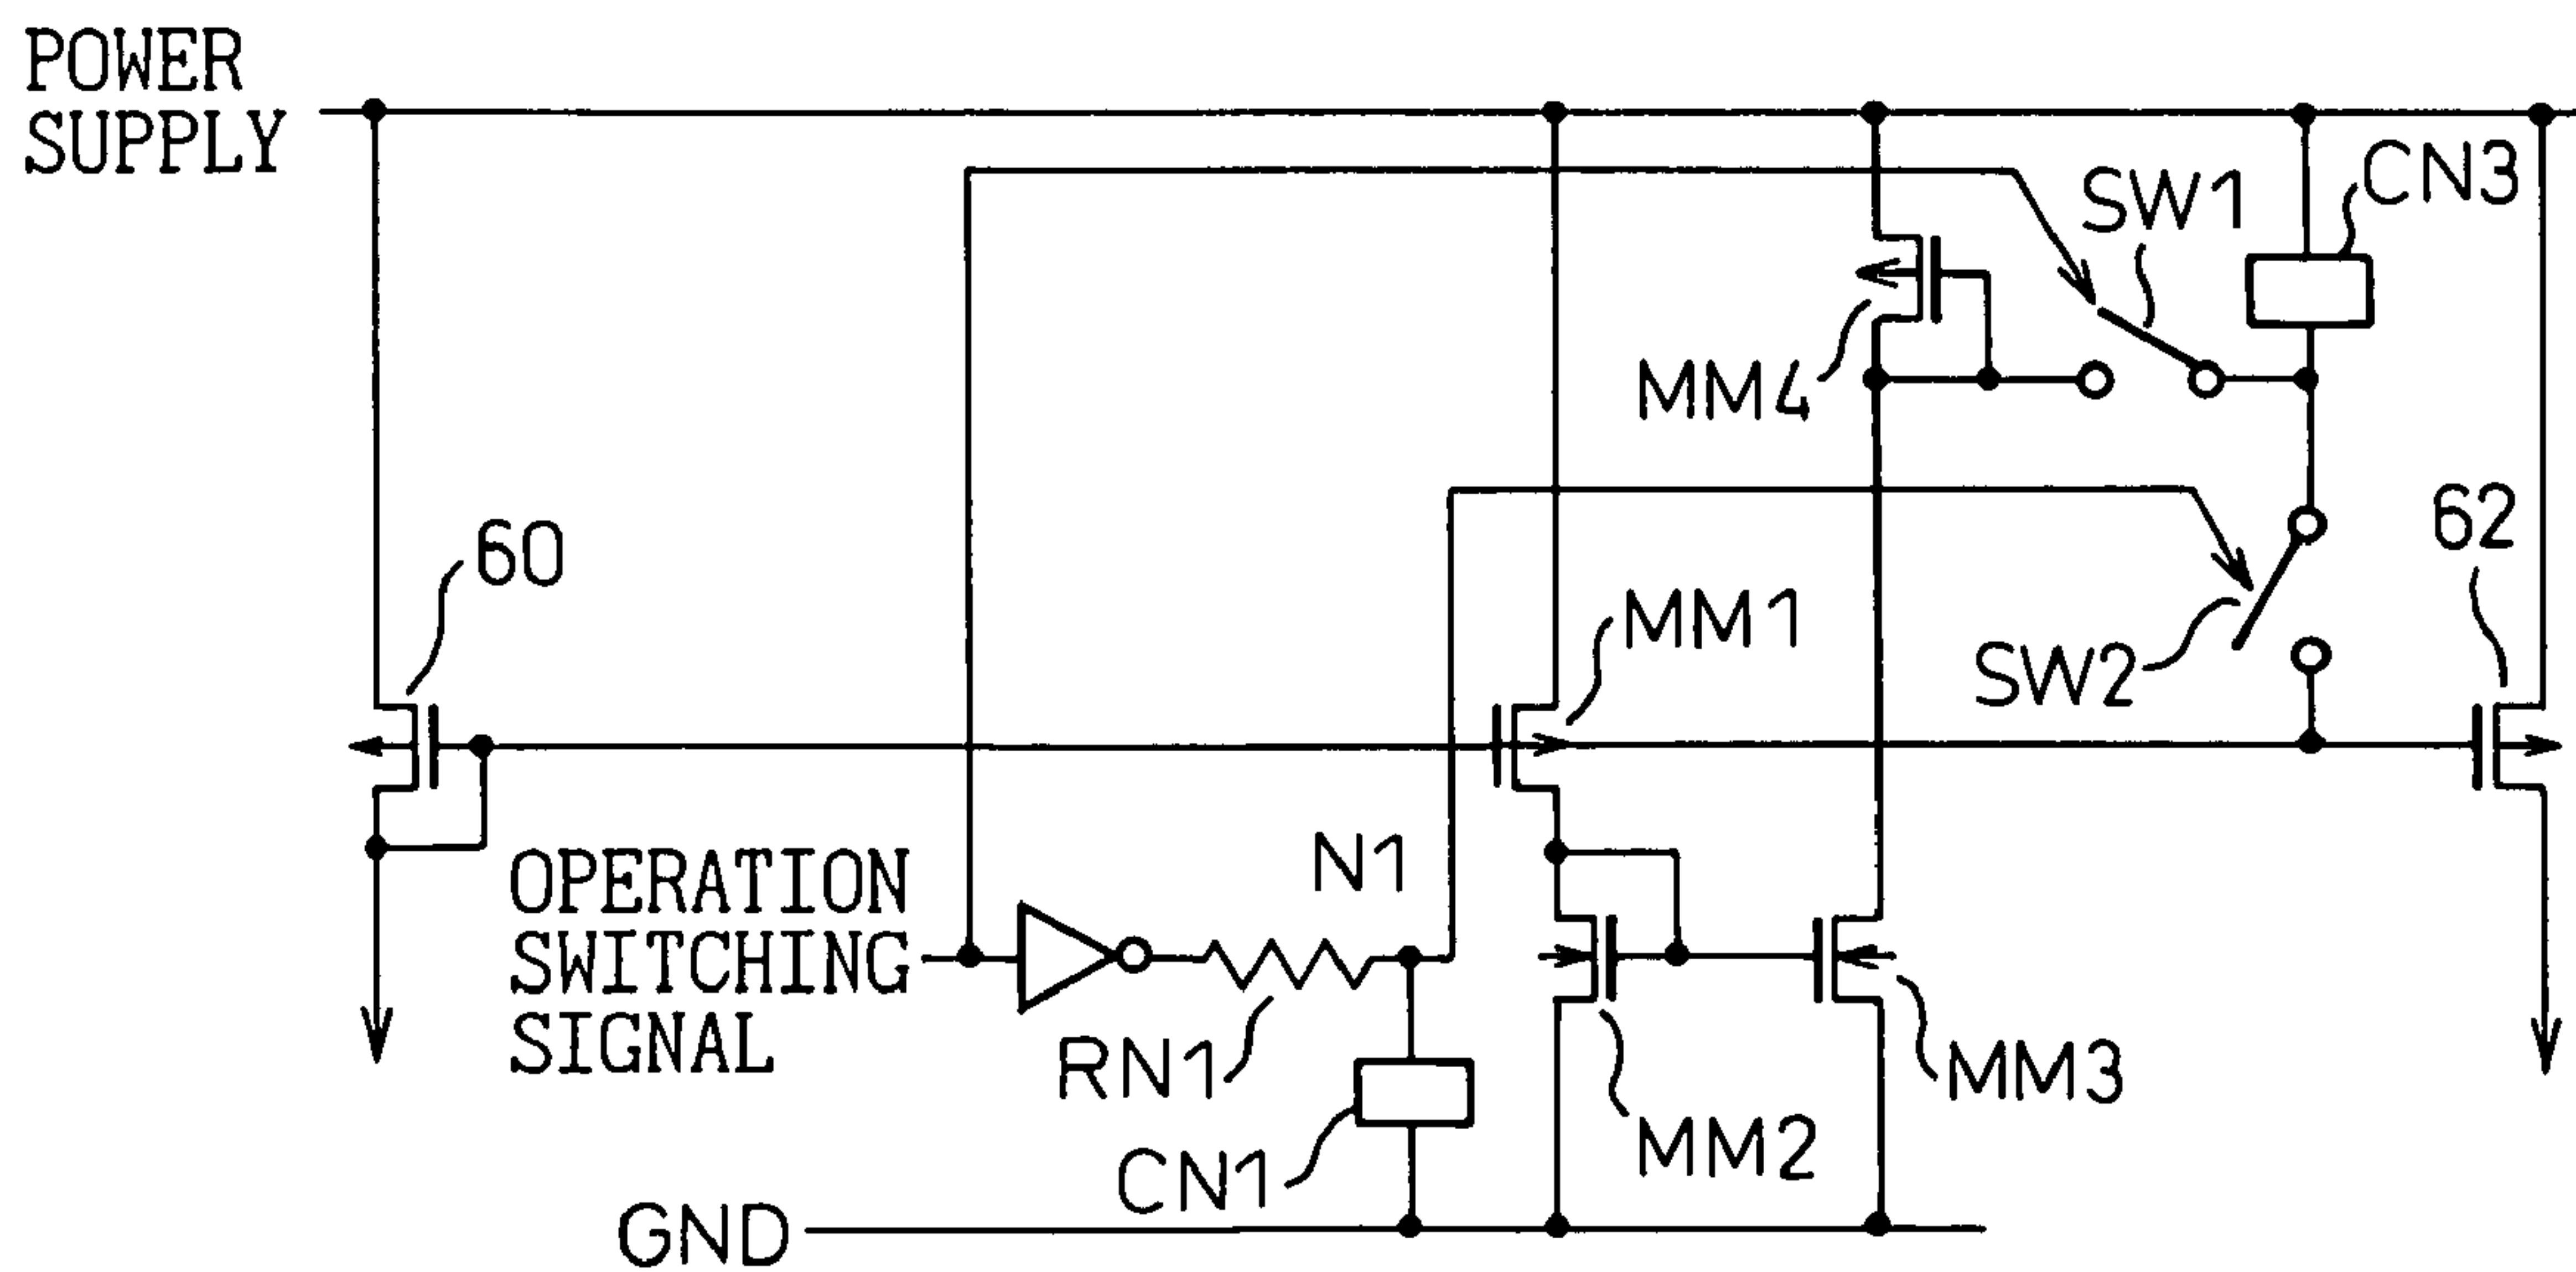 POWER
SUPPLY
CN3
SW1
MM4
60
62
MM1
SW2
N1
OPERATION
SWITCHING
SIGNAL
RN1
MM3
MM2
CN1
GND